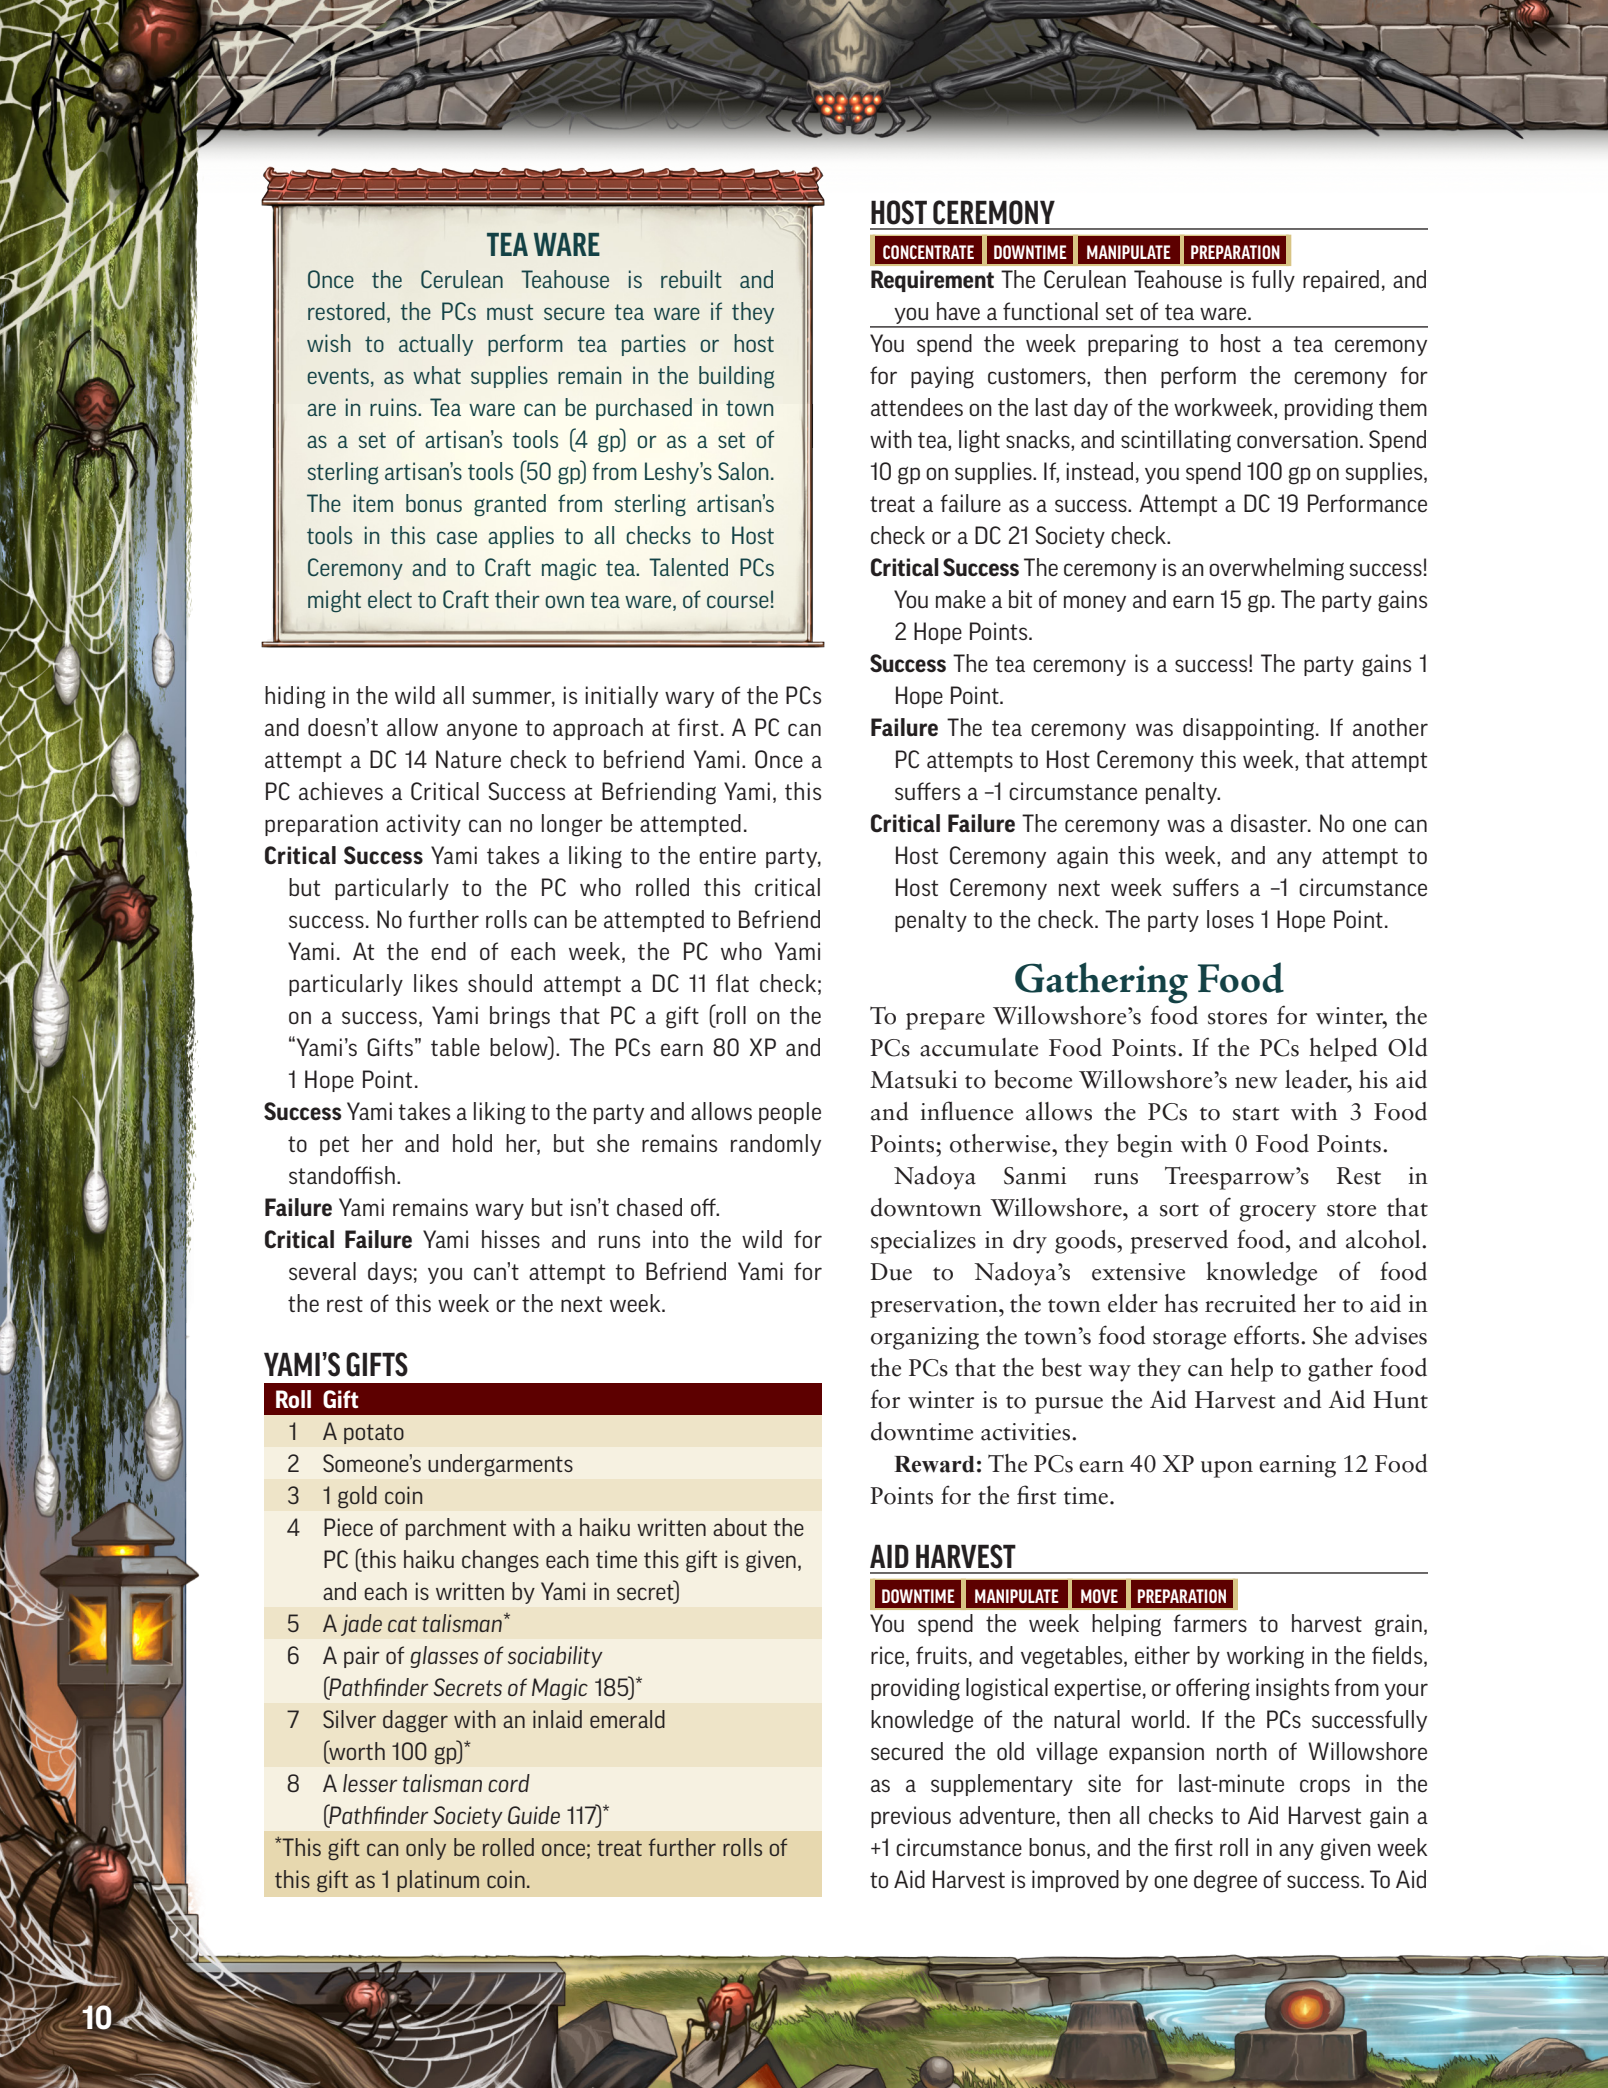 TEA WARE
Once the Cerulean Teahouse is rebuilt and
restored, the PCs must secure tea ware if they
wish to actually perform tea parties or host
events, as what supplies remain in the building
are in ruins. Tea ware can be purchased in town
as a set of artisan's tools (4 gp) or as a set of
sterling artisan's tools (50 gp) from Leshy's Salon.
The item bonus granted from sterling artisan's
tools in this case applies to all checks to Host
Ceremony and to Craft magic tea. Talented PCs
might elect to Craft their own tea ware, of course!
hiding in the wild all summer, is initially wary of the PCs
and doesn't allow anyone to approach at first. A PC can
attempt a DC 14 Nature check to befriend Yami. Once a
PC achieves a Critical Success at Befriending Yami, this
preparation activity can no longer be attempted.
Critical Success Yami takes a liking to the entire party,
but particularly to the PC who rolled this critical
success. No further rolls can be attempted to Befriend
Yami. At the end of each week, the PC who Yami
particularly likes should attempt a DC 11 flat check;
on a success, Yami brings that PC a gift (roll on the
“Yami's Gifts” table below). The PCs earn 80 XP and
1 Hope Point.
Success Yami takes a liking to the party and allows people
to pet her and hold her, but she remains randomly
standoffish.
Failure Yami remains wary but isn't chased off.
Critical Failure Yami hisses and runs into the wild for
several days; you can't attempt to Befriend Yami for
the rest of this week or the next week.
YAMI'S GIFTS
Roll Gift
1 A potato
2 Someone's undergarments
3 1 gold coin
4 Piece of parchment with a haiku written about the
PC (this haiku changes each time this gift is given,
and each is written by Yami in secret)
5 A jade cat talisman*
6 A pair of glasses of sociability
(Pathfinder Secrets of Magic 185)*
7 Silver dagger with an inlaid emerald
(worth 100 gp)*
8 A lesser talisman cord
(Pathfinder Society Guide 117)*
*This gift can only be rolled once; treat further rolls of
this gift as 1 platinum coin.
HOST CEREMONY
CONCENTRATE DOWNTIME MANIPULATE PREPARATION
Requirement The Cerulean Teahouse is fully repaired, and
you have a functional set of tea ware.
You spend the week preparing to host a tea ceremony
for paying customers, then perform the ceremony for
attendees on the last day of the workweek, providing them
with tea, light snacks, and scintillating conversation. Spend
10 gp on supplies. If, instead, you spend 100 gp on supplies,
treat a failure as a success. Attempt a DC 19 Performance
check or a DC 21 Society check.
Critical Success The ceremony is an overwhelming success!
You make a bit of money and earn 15 gp. The party gains
2 Hope Points.
Success The tea ceremony is a success! The party gains 1
Hope Point.
Failure The tea ceremony was disappointing. If another
PC attempts to Host Ceremony this week, that attempt
suffers a –1 circumstance penalty.
Critical Failure The ceremony was a disaster. No one can
Host Ceremony again this week, and any attempt to
Host Ceremony next week suffers a –1 circumstance
penalty to the check. The party loses 1 Hope Point.
Gathering Food
To prepare Willowshore's food stores for winter, the
PCs accumulate Food Points. If the PCs helped Old
Matsuki to become Willowshore's new leader, his aid
and influence allows the PCs to start with 3 Food
Points; otherwise, they begin with 0 Food Points.
Nadoya Sanmi runs Treesparrow's Rest in
downtown Willowshore, a sort of grocery store that
specializes in dry goods, preserved food, and alcohol.
Due to Nadoya's extensive knowledge of food
preservation, the town elder has recruited her to aid in
organizing the town's food storage efforts. She advises
the PCs that the best way they can help to gather food
for winter is to pursue the Aid Harvest and Aid Hunt
downtime activities.
Reward: The PCs earn 40 XP upon earning 12 Food
Points for the first time.
AID HARVEST
DOWNTIME MANIPULATE MOVE PREPARATION
You spend the week helping farmers to harvest grain,
rice, fruits, and vegetables, either by working in the fields,
providing logistical expertise, or offering insights from your
knowledge of the natural world. If the PCs successfully
secured the old village expansion north of Willowshore
as a supplementary site for last-minute crops in the
previous adventure, then all checks to Aid Harvest gain a
+1 circumstance bonus, and the first roll in any given week
to Aid Harvest is improved by one degree of success. To Aid
10